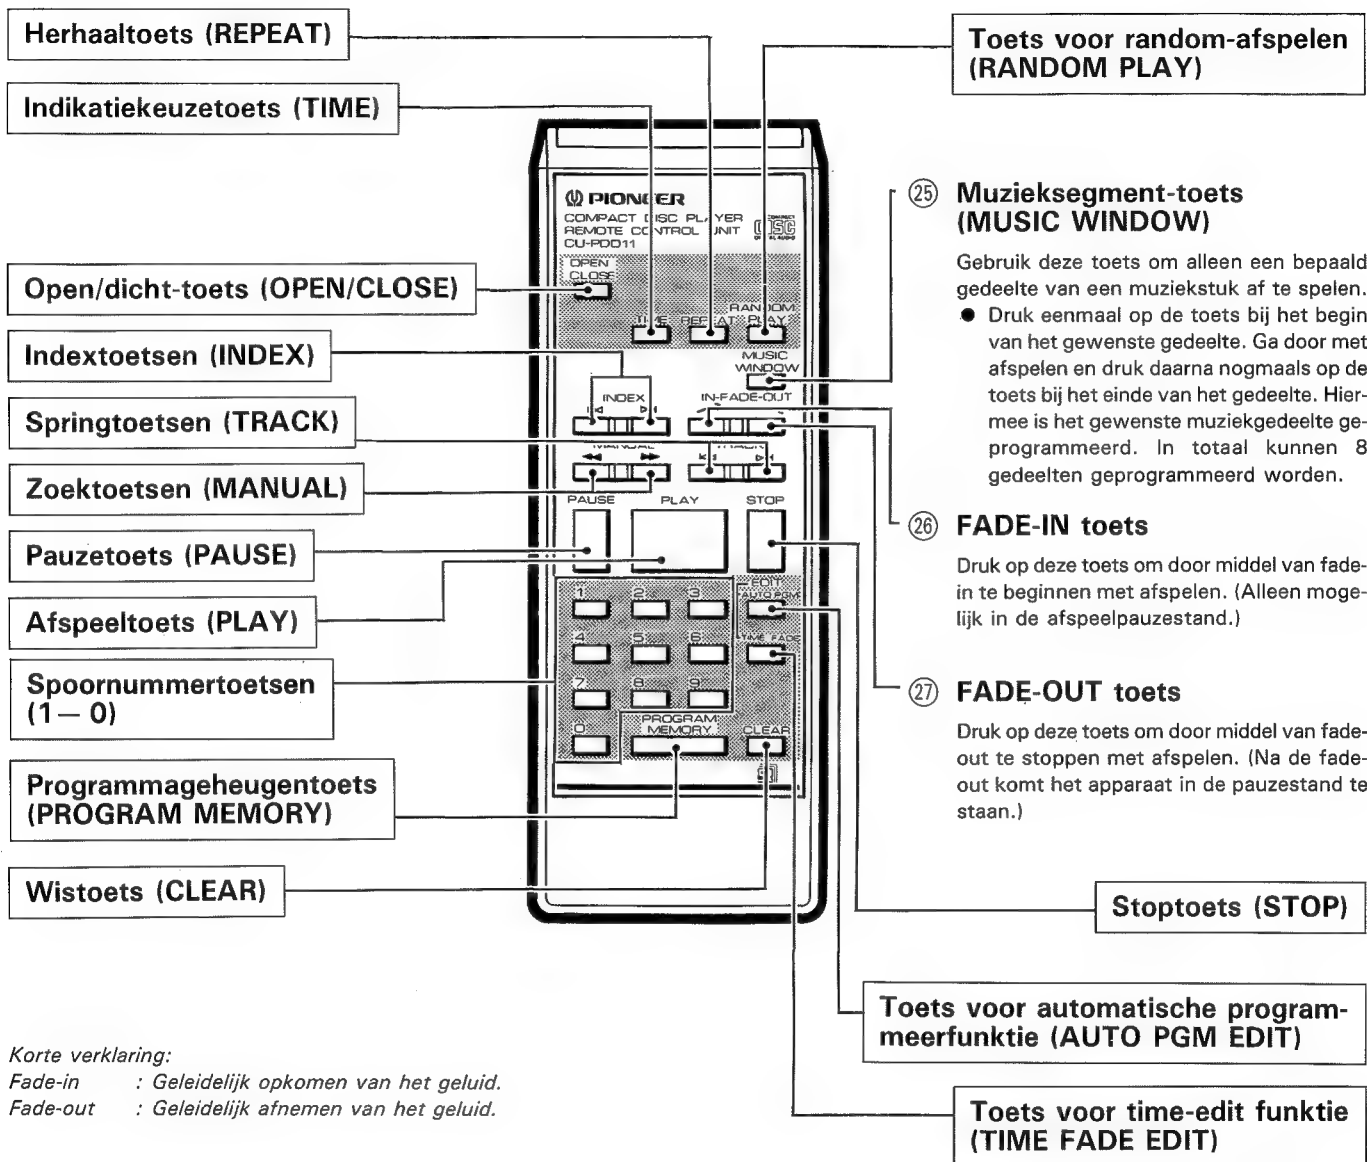 Herhaaltoets (REPEAT)
Indikatiekeuzetoets (TIME)
Open/dicht-toets (OPEN/CLOSE)
Indextoetsen (INDEX)
Springtoetsen (TRACK)
Zoektoetsen (MANUAL)
Pauzetoets (PAUSE)
Afspeeltoets (PLAY)
Spoornummertoetsen
(1 — 0)
Programmageheugentoets
(PROGRAM MEMORY)
Wistoets (CLEAR)
PIONEER
COMPACT DISC PLAYER
REMOTE CONTROL UNIT
CU-PDD11
COMPACT
DISC
DIGITAL AUDIO
OPEN
CLOSE
TIME
REPEAT
RANDOM
PLAY
MUSIC
WINDOW
INDEX
IN-FADE-OUT
MANUAL
TRACK
PAUSE
PLAY
STOP
EDIT
AUTO PGM
1 2 3
TIME FADE
4 5 6
7 8 9
PROGRAM
MEMORY
0
CLEAR
Toets voor random-afspelen
(RANDOM PLAY)
㉕ Muzieksegment-toets
(MUSIC WINDOW)
Gebruik deze toets om alleen een bepaald
gedeelte van een muziekstuk af te spelen.
● Druk eenmaal op de toets bij het begin
van het gewenste gedeelte. Ga door met
afspelen en druk daarna nogmaals op de
toets bij het einde van het gedeelte. Hier-
mee is het gewenste muziekgedeelte ge-
programmeerd. In totaal kunnen 8
gedeelten geprogrammeerd worden.
㉖ FADE-IN toets
Druk op deze toets om door middel van fade-
in te beginnen met afspelen. (Alleen moge-
lijk in de afspeelpauzestand.)
㉗ FADE-OUT toets
Druk op deze toets om door middel van fade-
out te stoppen met afspelen. (Na de fade-
out komt het apparaat in de pauzestand te
staan.)
Stoptoets (STOP)
Toets voor automatische program-
meerfunktie (AUTO PGM EDIT)
Toets voor time-edit funktie
(TIME FADE EDIT)
Korte verklaring:
Fade-in : Geleidelijk opkomen van het geluid.
Fade-out : Geleidelijk afnemen van het geluid.